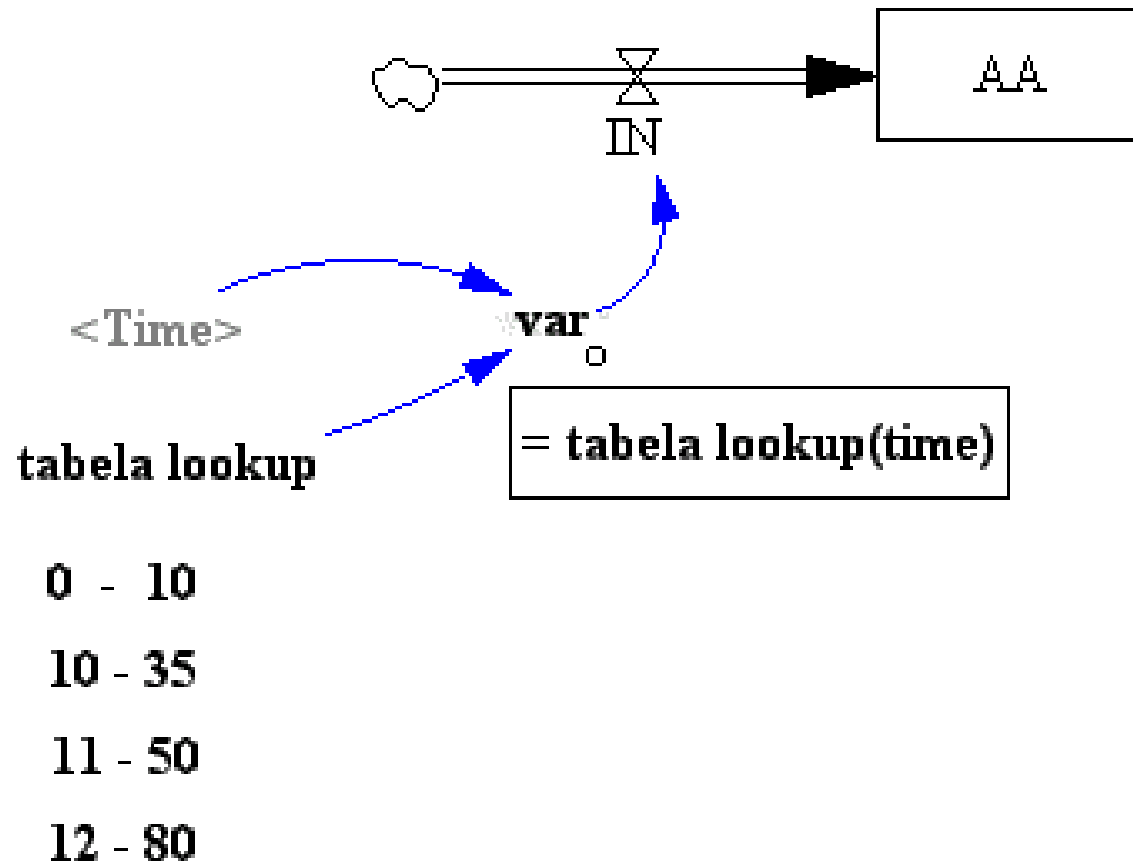 AA
IN
<Time>
var
= tabela lookup(time)
tabela lookup
0 - 10
10 - 35
11 - 50
12 - 80